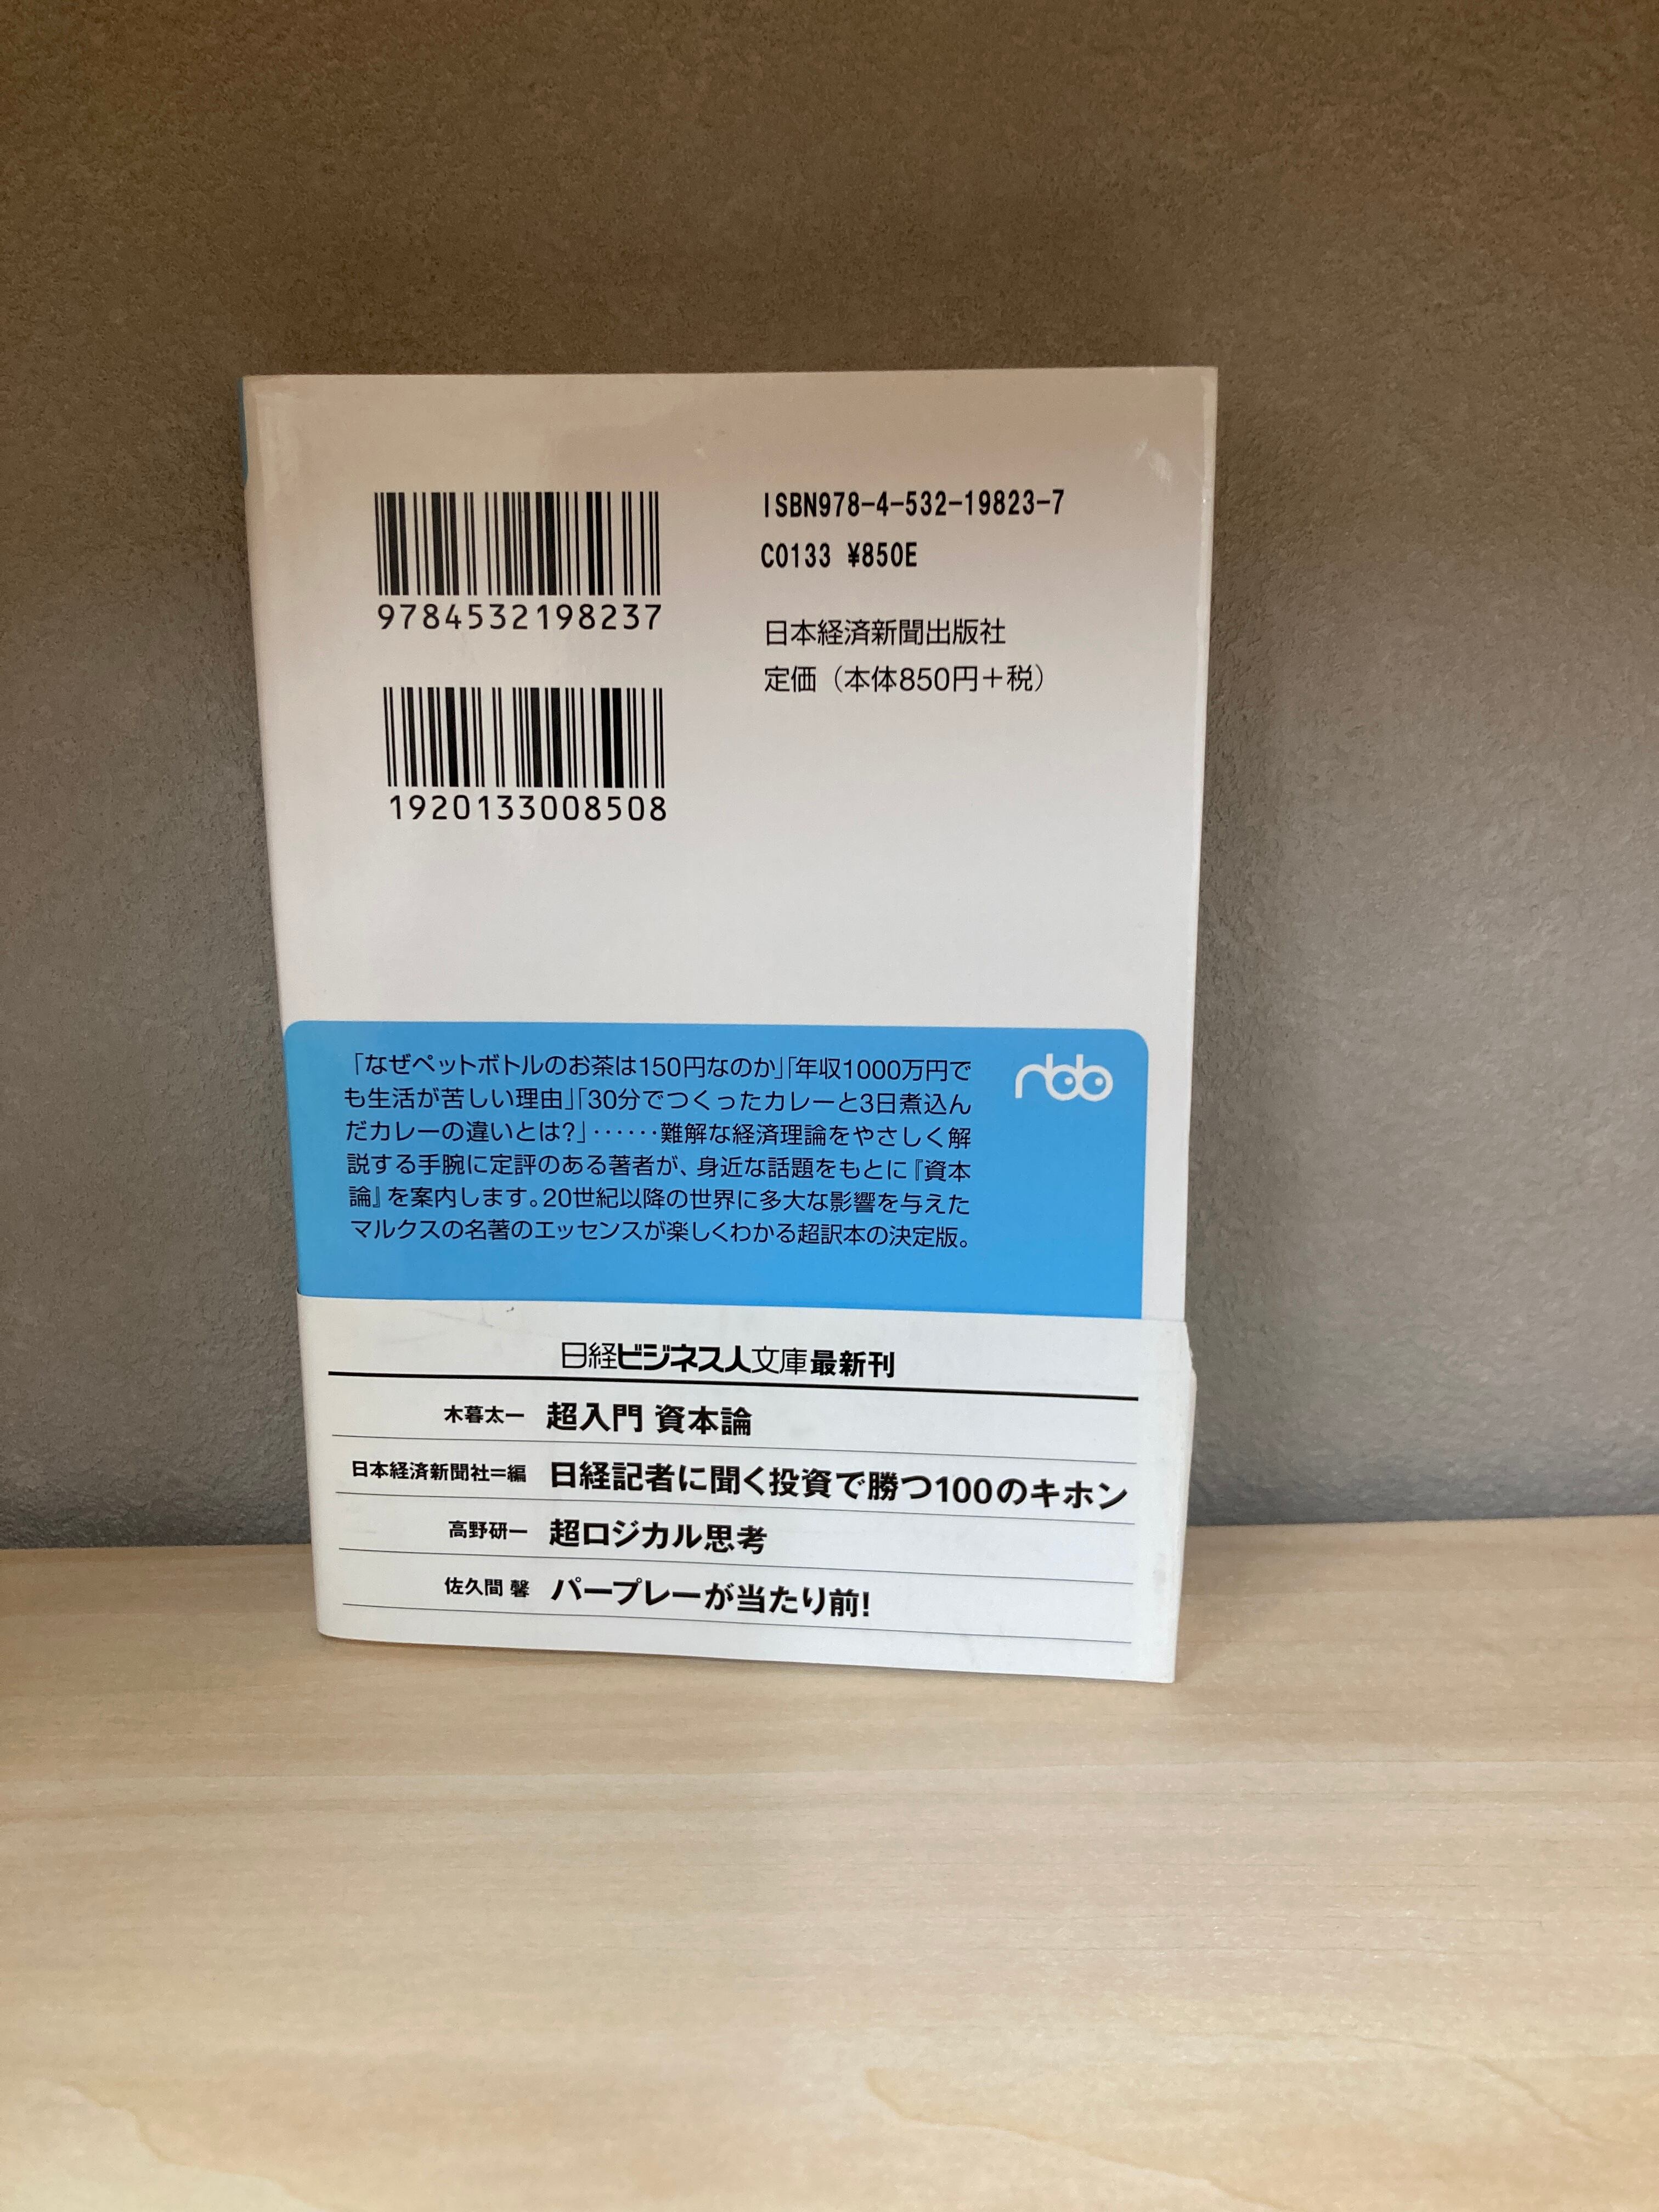 9784532198237
1920133008508
ISBN978-4-532-19823-7
C0133 ¥850E
日本経済新聞出版社
定価（本体850円＋税）
「なぜペットボトルのお茶は150円なのか」「年収1000万円で
も生活が苦しい理由」「30分でつくったカレーと3日煮込ん
だカレーの違いとは?」‥‥‥難解な経済理論をやさしく解
説する手腕に定評のある著者が、身近な話題をもとに『資本
論』を案内します。20世紀以降の世界に多大な影響を与えた
マルクスの名著のエッセンスが楽しくわかる超訳本の決定版。
nbb
日経ビジネス人文庫最新刊
木暮太一 超入門 資本論
日本経済新聞社＝編 日経記者に聞く投資で勝つ100のキホン
高野研一 超ロジカル思考
佐久間 馨 パープレーが当たり前!